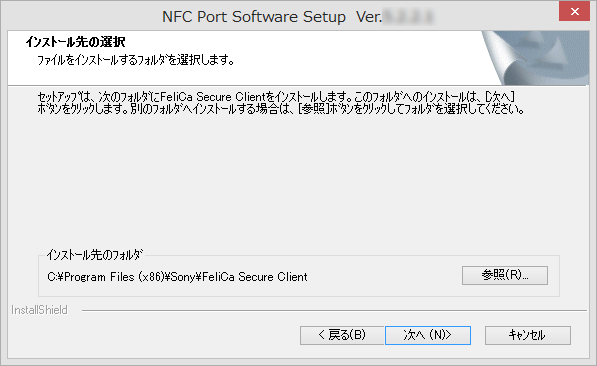 NFC Port Software Setup Ver.
インストール先の選択
ファイルをインストールするフォルダを選択します。
セットアップは、次のフォルダにFeliCa Secure Clientをインストールします。このフォルダへのインストールは、[次へ]
ボタンをクリックします。別のフォルダへインストールする場合は、[参照]ボタンをクリックしてフォルダを選択してください。
インストール先のフォルダ
C:¥Program Files (x86)¥Sony¥FeliCa Secure Client
参照(R)...
InstallShield
< 戻る(B)
次へ (N)>
キャンセル